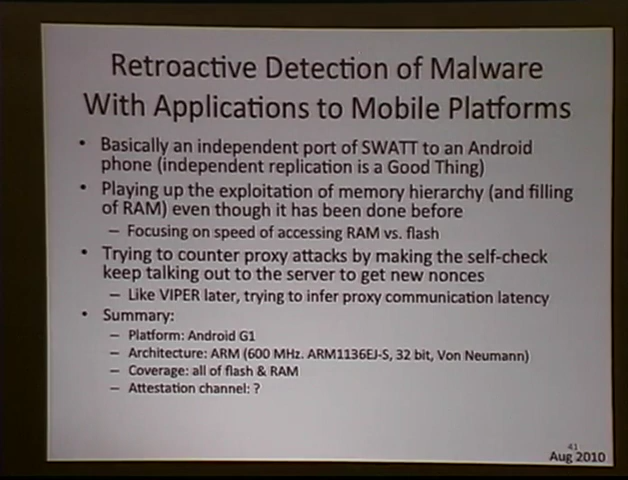 Retroactive Detection of Malware
With Applications to Mobile Platforms
• Basically an independent port of SWATT to an Android
phone (independent replication is a Good Thing)
• Playing up the exploitation of memory hierarchy (and filling
of RAM) even though it has been done before
– Focusing on speed of accessing RAM vs. flash
• Trying to counter proxy attacks by making the self-check
keep talking out to the server to get new nonces
– Like VIPER later, trying to infer proxy communication latency
• Summary:
– Platform: Android G1
– Architecture: ARM (600 MHz. ARM1136EJ-S, 32 bit, Von Neumann)
– Coverage: all of flash & RAM
– Attestation channel: ?
41
Aug 2010